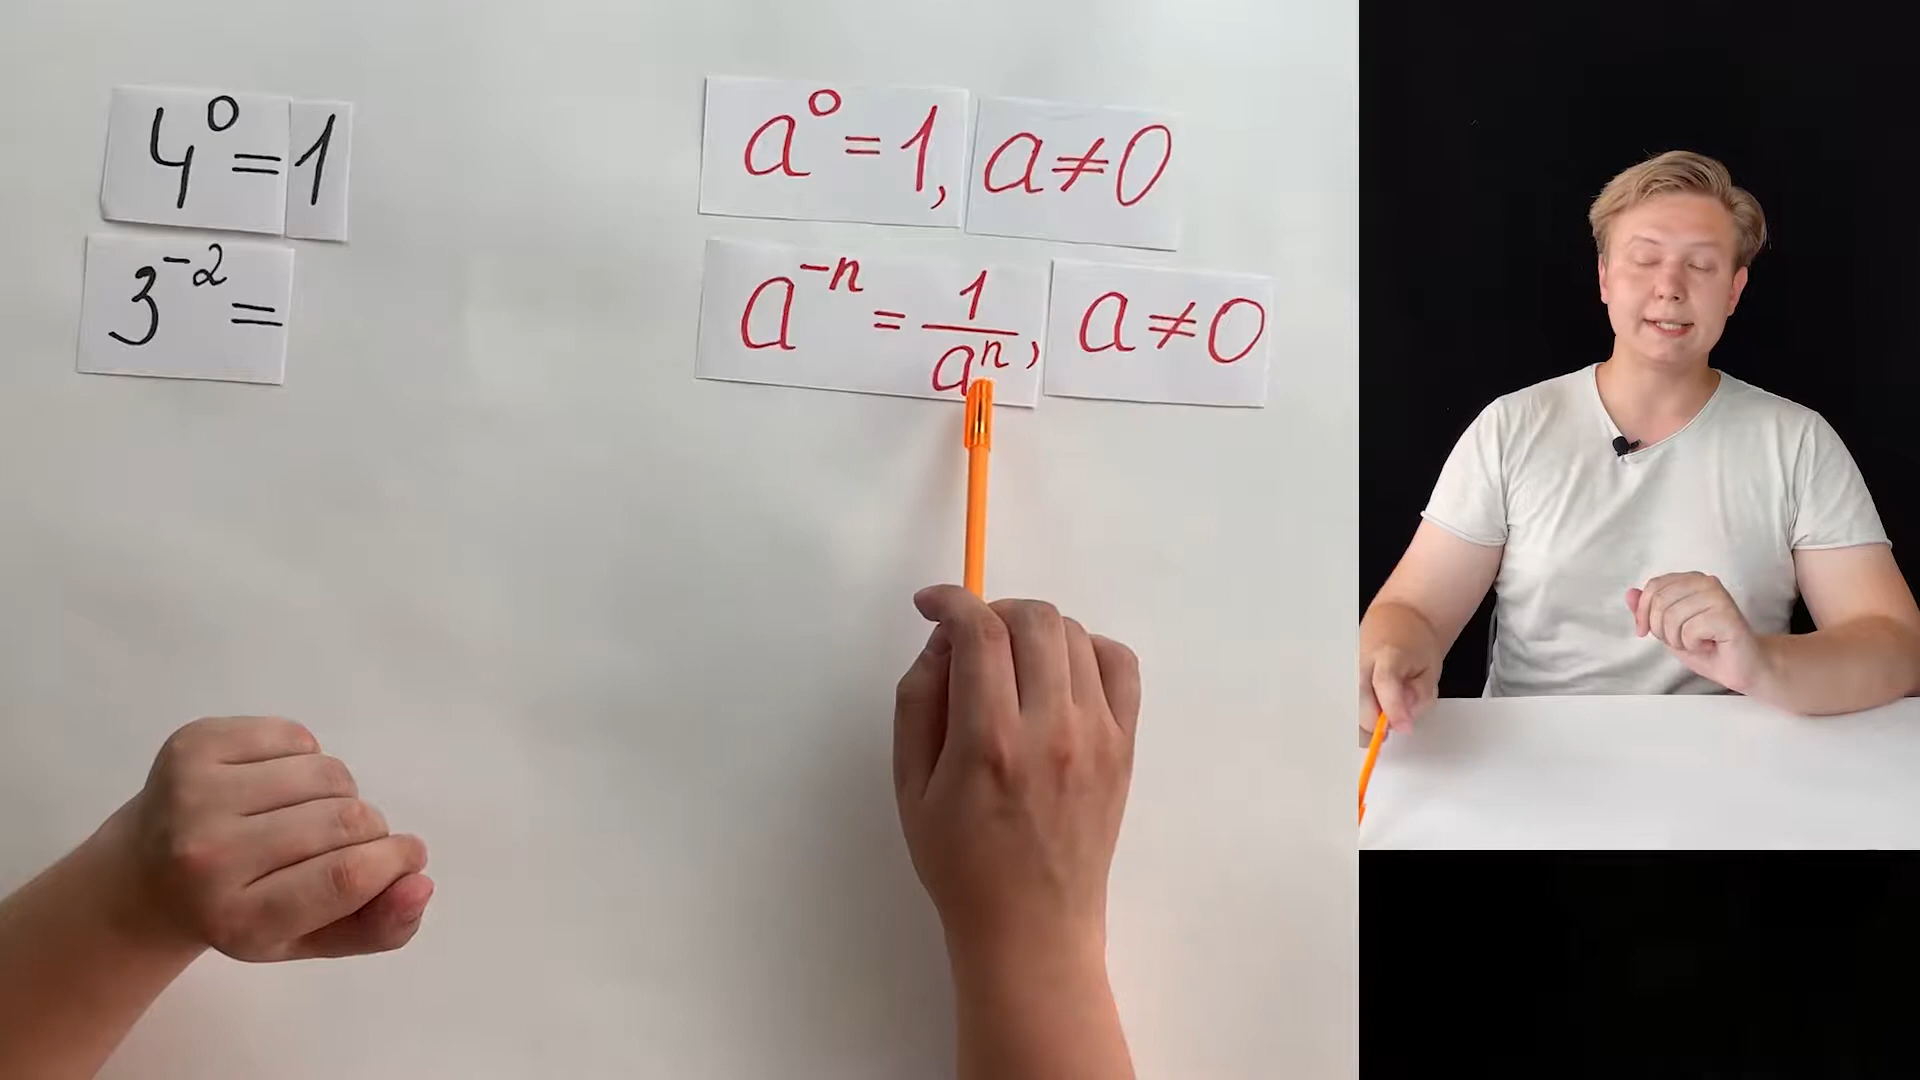 4⁰=1
3⁻²=
a⁰=1, a≠0
a⁻ⁿ=1/aⁿ, a≠0